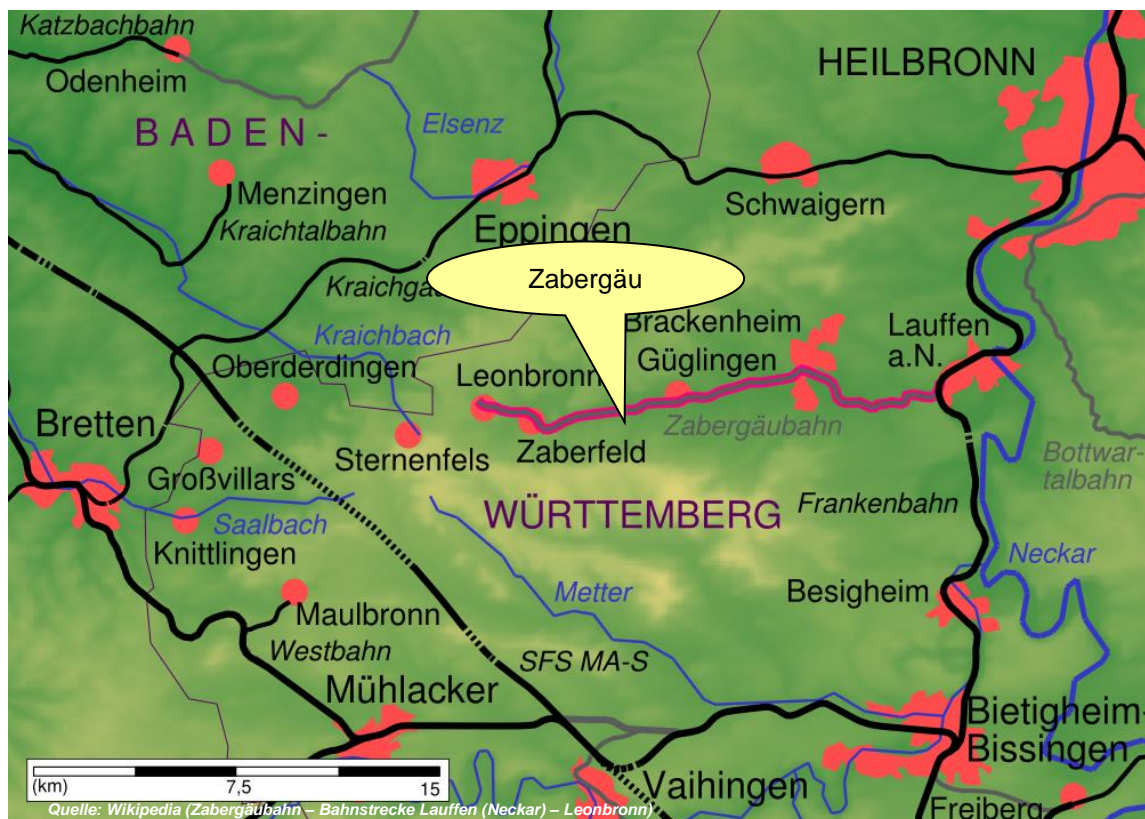 Katzbachbahn
Odenheim
HEILBRONN
BADEN-
Elsenz
Menzingen
Kraichtalbahn
Schwaigern
Eppingen
Zabergäu
Kraichbach
Brackenheim
Lauffen
a.N.
Oberderdingen
Leonbronn
Güglingen
Bretten
Zabergäubahn
Sternenfels
Zaberfeld
Bottwar-
talbahn
Großvillars
WÜRTTEMBERG
Frankenbahn
Saalbach
Knittlingen
Neckar
Metter
Besigheim
Maulbronn
Westbahn
SFS MA-S
Mühlacker
Bietigheim-
Bissingen
(km)
7,5
15
Vaihingen
Freiberg
Quelle: Wikipedia (Zabergäubahn – Bahnstrecke Lauffen (Neckar) – Leonbronn)